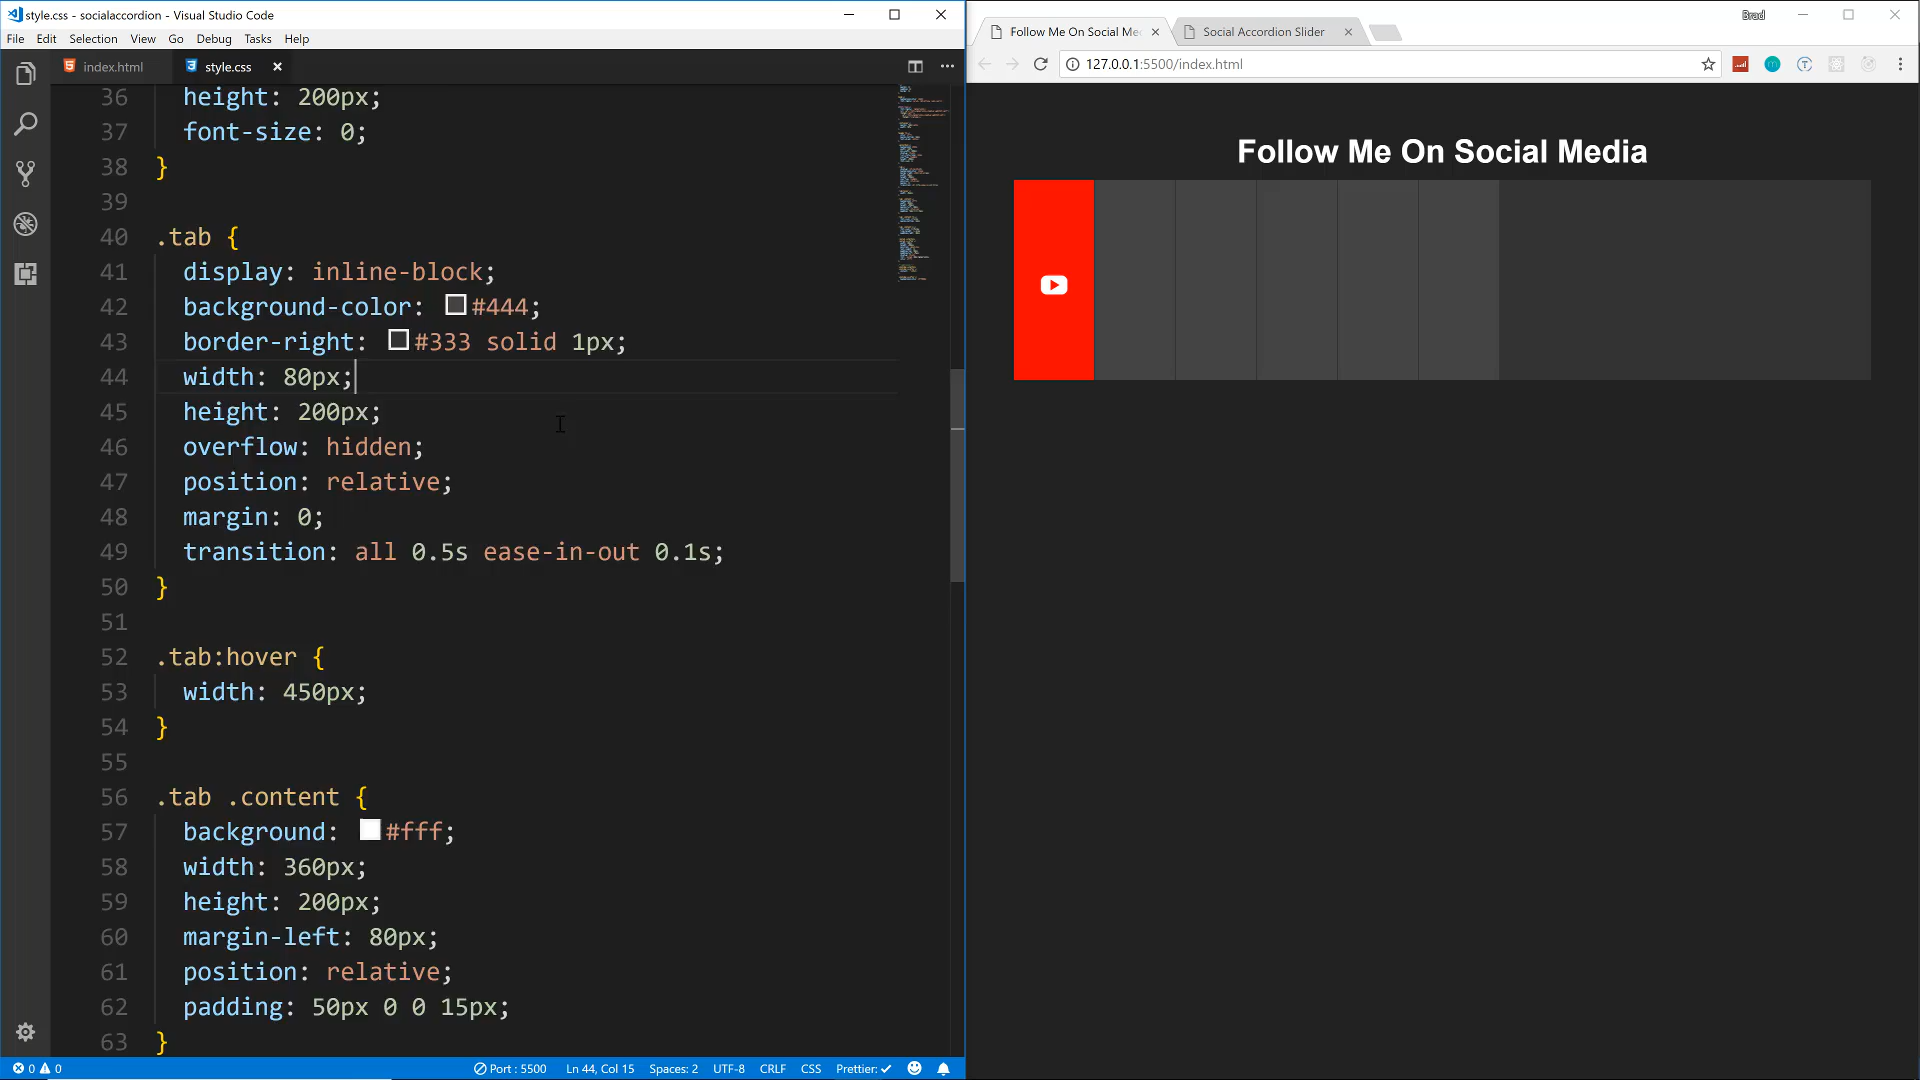 style.css - socialaccordion - Visual Studio Code
File Edit Selection View Go Debug Tasks Help
index.html style.css
36 height: 200px;
37 font-size: 0;
38 }
39
40 .tab {
41 display: inline-block;
42 background-color: #444;
43 border-right: #333 solid 1px;
44 width: 80px;
45 height: 200px;
46 overflow: hidden;
47 position: relative;
48 margin: 0;
49 transition: all 0.5s ease-in-out 0.1s;
50 }
51
52 .tab:hover {
53 width: 450px;
54 }
55
56 .tab .content {
57 background: #fff;
58 width: 360px;
59 height: 200px;
60 margin-left: 80px;
61 position: relative;
62 padding: 50px 0 0 15px;
63 }
0 0 Port : 5500 Ln 44, Col 15 Spaces: 2 UTF-8 CRLF CSS Prettier: ✓
Follow Me On Social Me Social Accordion Slider Brad
127.0.0.1:5500/index.html
Follow Me On Social Media